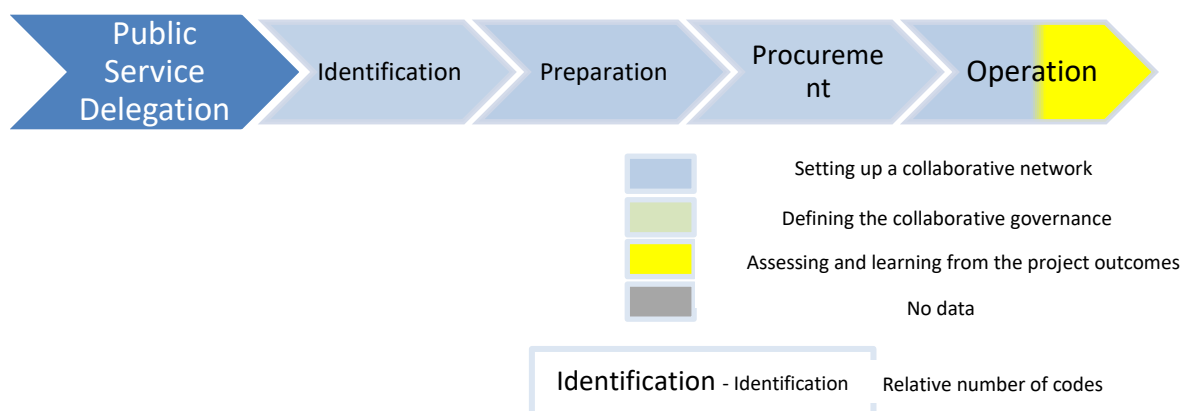 Public
Service
Delegation
Identification
Preparation
Procureme
nt
Operation
Setting up a collaborative network
Defining the collaborative governance
Assessing and learning from the project outcomes
No data
Identification - Identification
Relative number of codes